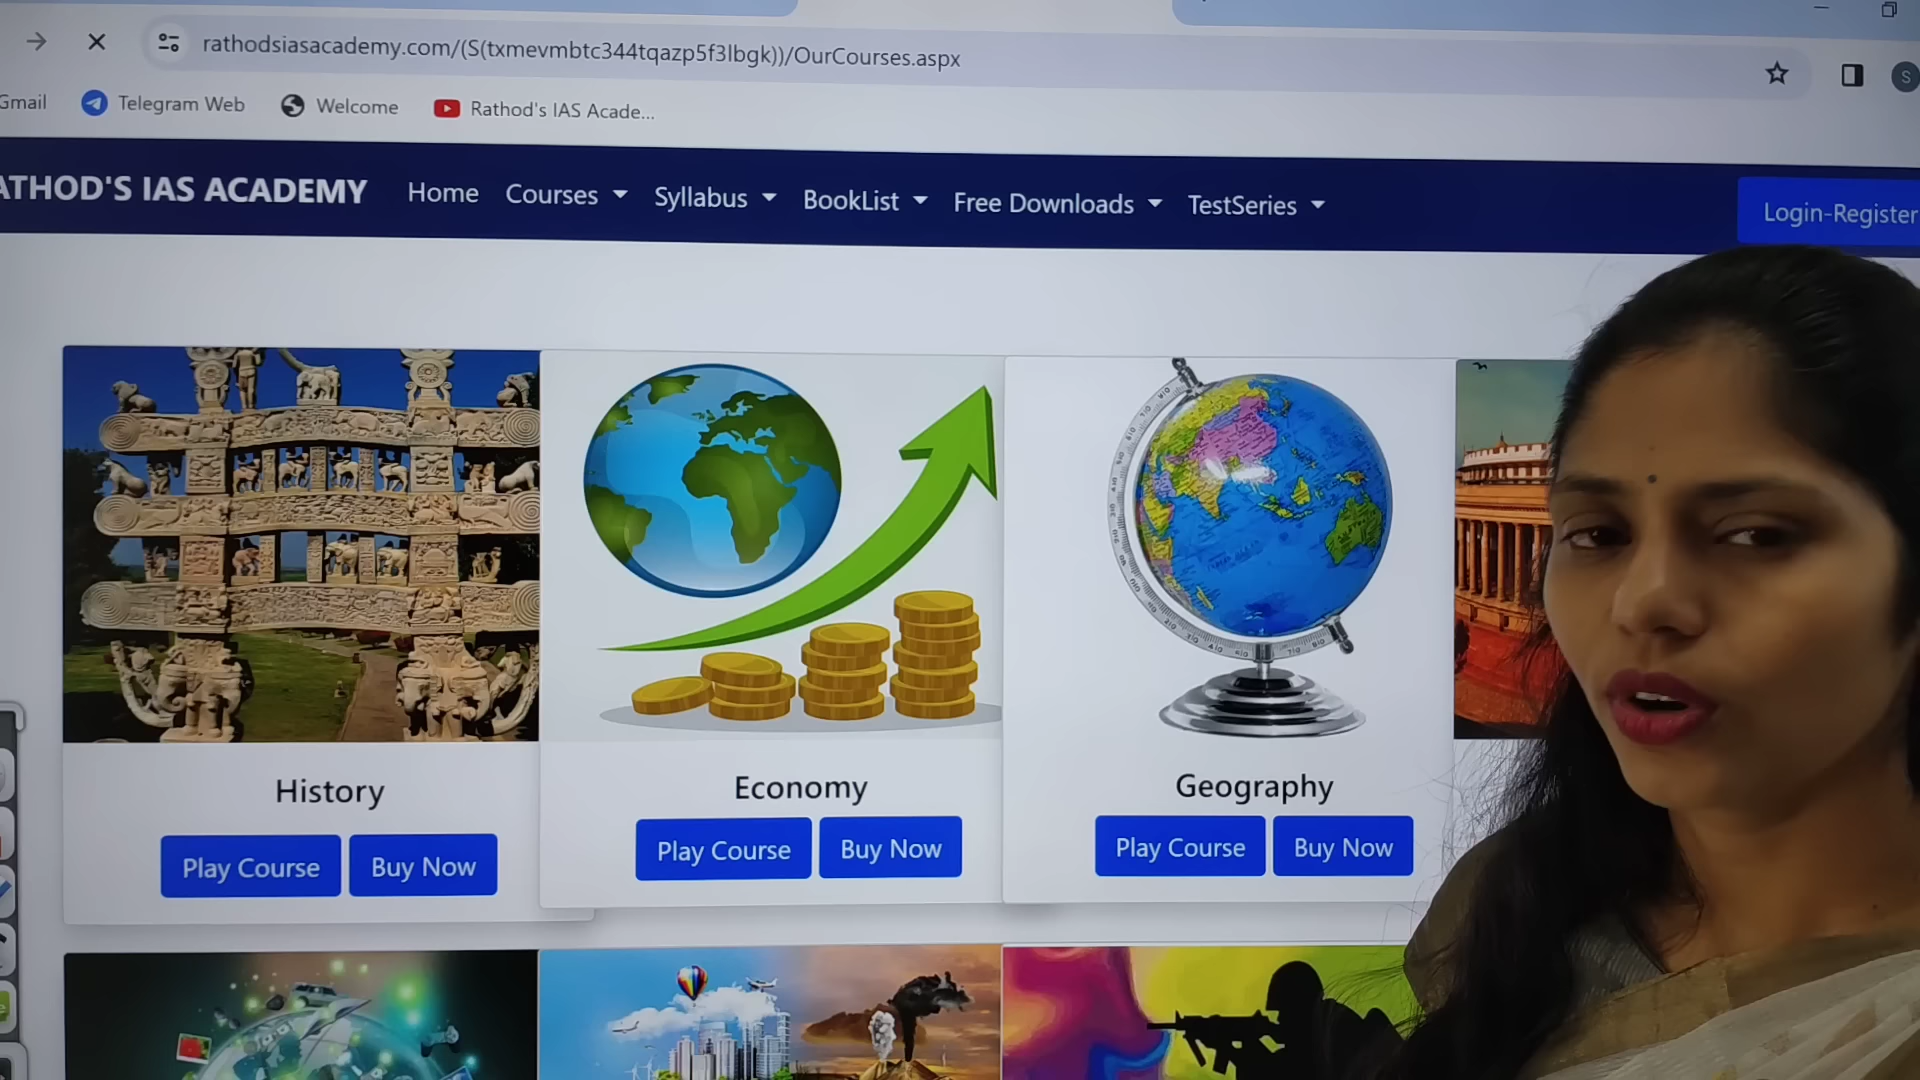 rathodsiasacademy.com/(S(txmevmbtc344tqazp5f3lbgk))/OurCourses.aspx
Gmail Telegram Web Welcome Rathod's IAS Acade...
ATHOD'S IAS ACADEMY Home Courses Syllabus BookList Free Downloads TestSeries Login-Register
S
History Economy Geography
Play Course Buy Now Play Course Buy Now Play Course Buy Now